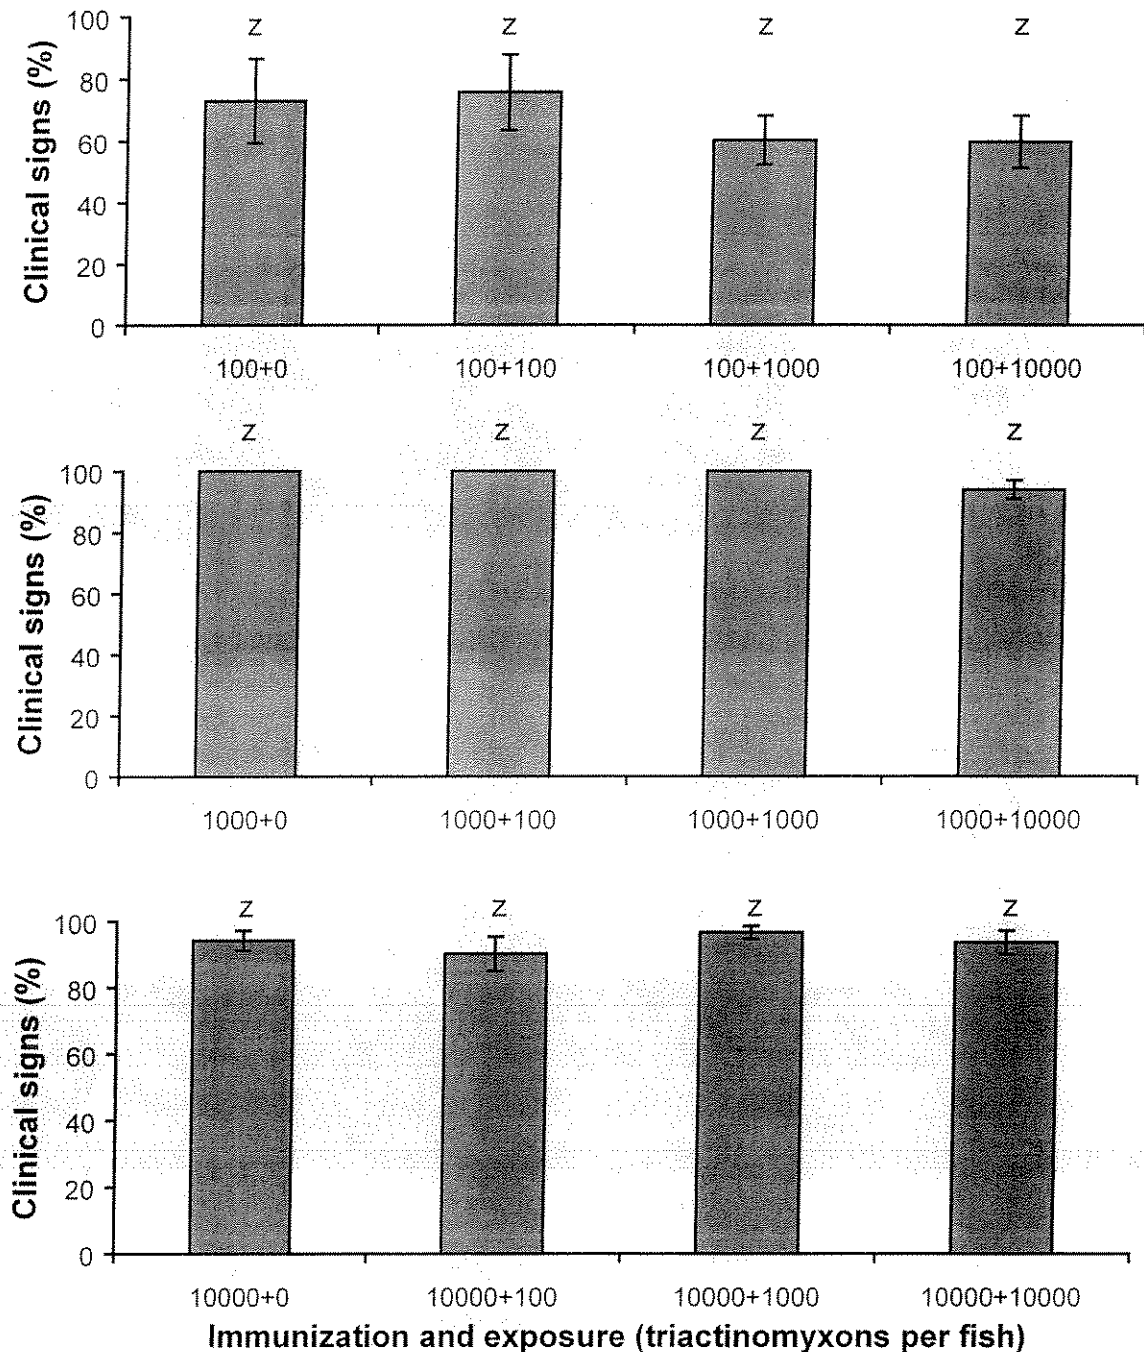 Clinical signs (%)
100
80
60
40
20
0
z z z z
100+0 100+100 100+1000 100+10000
Clinical signs (%)
100
80
60
40
20
0
z z z z
1000+0 1000+100 1000+1000 1000+10000
Clinical signs (%)
100
80
60
40
20
0
z z z z
10000+0 10000+100 10000+1000 10000+10000
Immunization and exposure (triactinomyxons per fish)